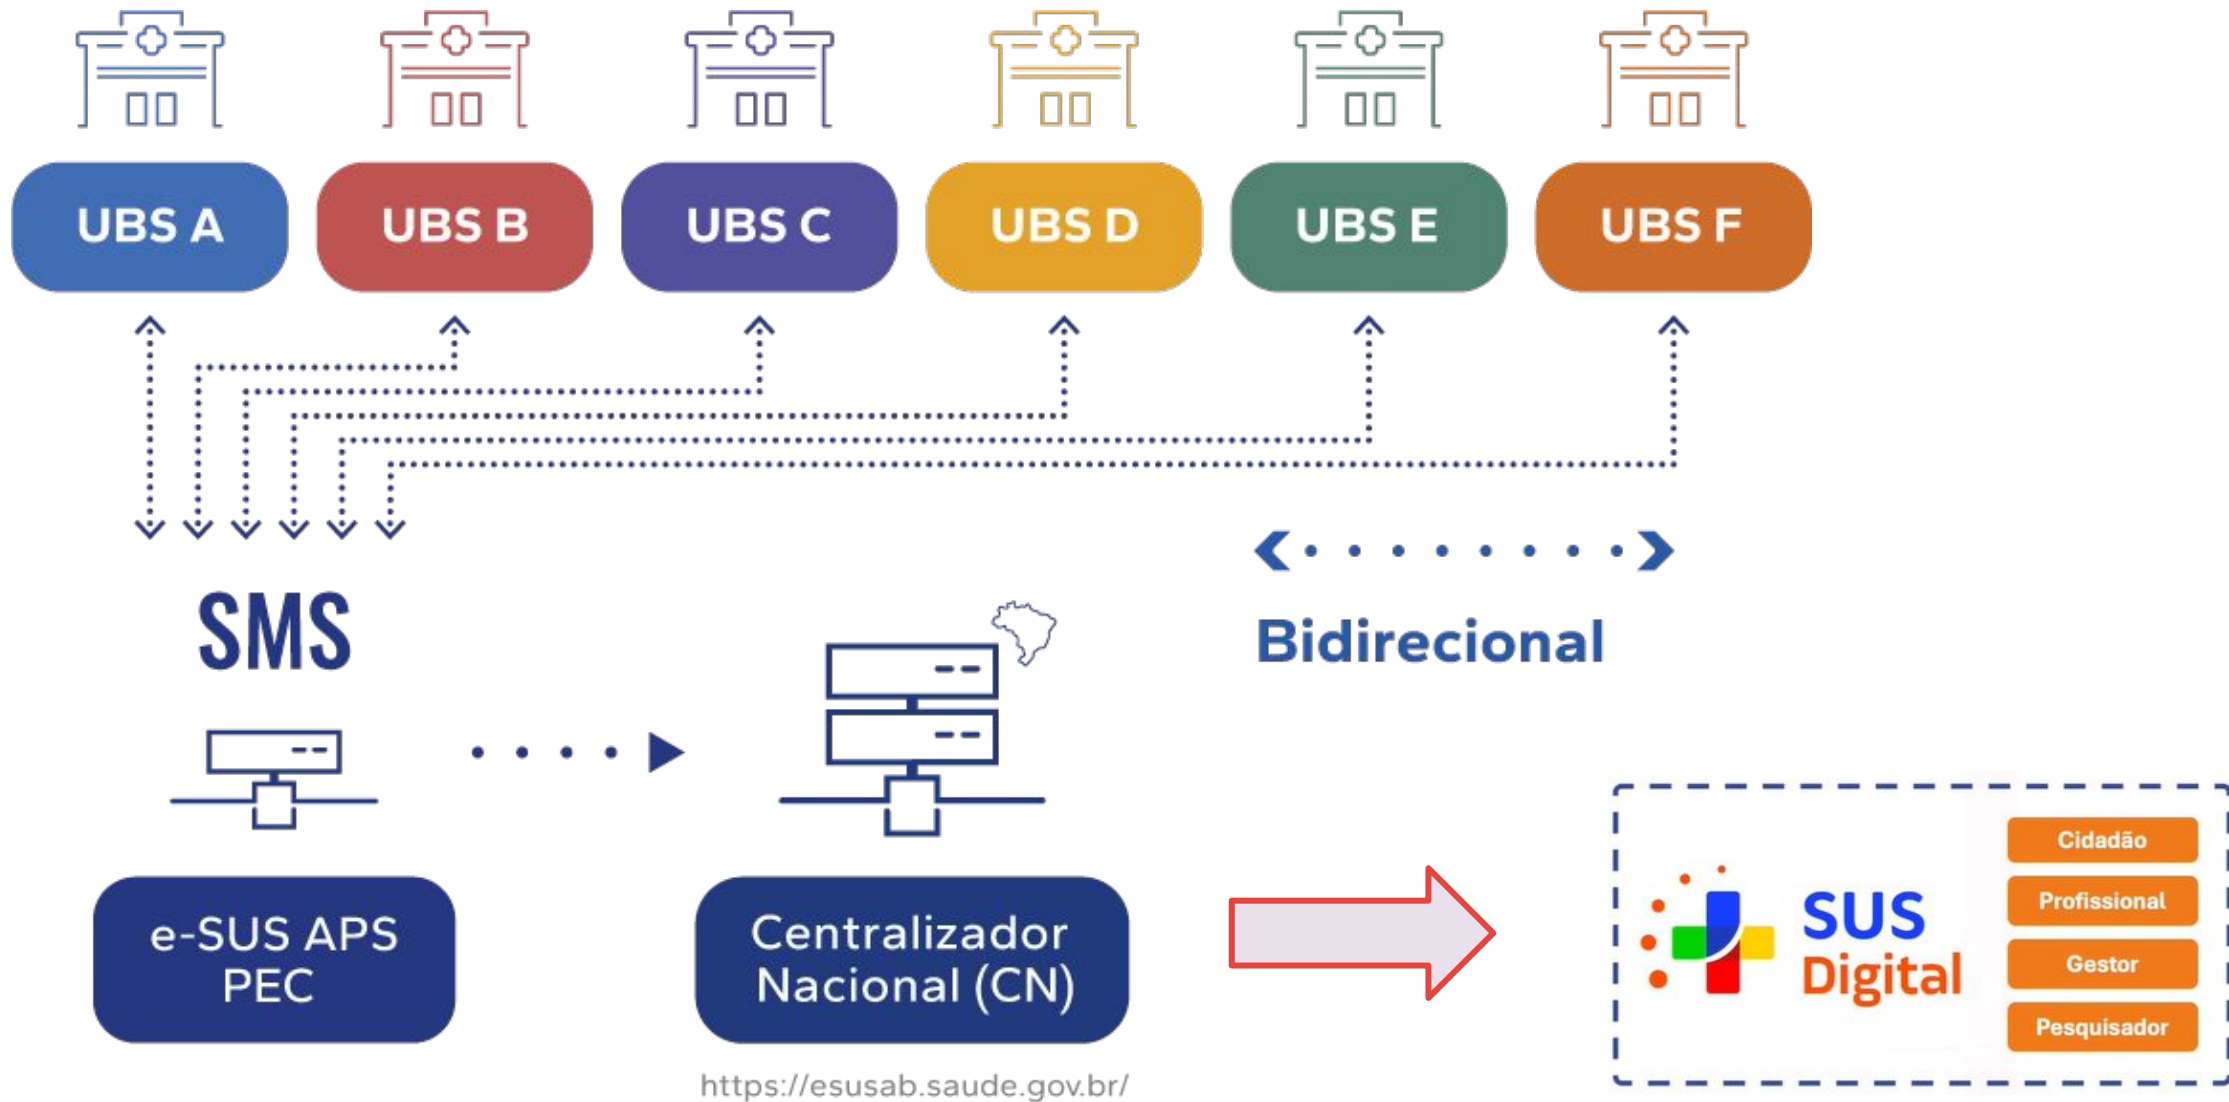 UBS A
UBS B
UBS C
UBS D
UBS E
UBS F
SMS
Bidirecional
e-SUS APS
PEC
Centralizador
Nacional (CN)
https://esusab.saude.gov.br/
SUS
Digital
Cidadão
Profissional
Gestor
Pesquisador